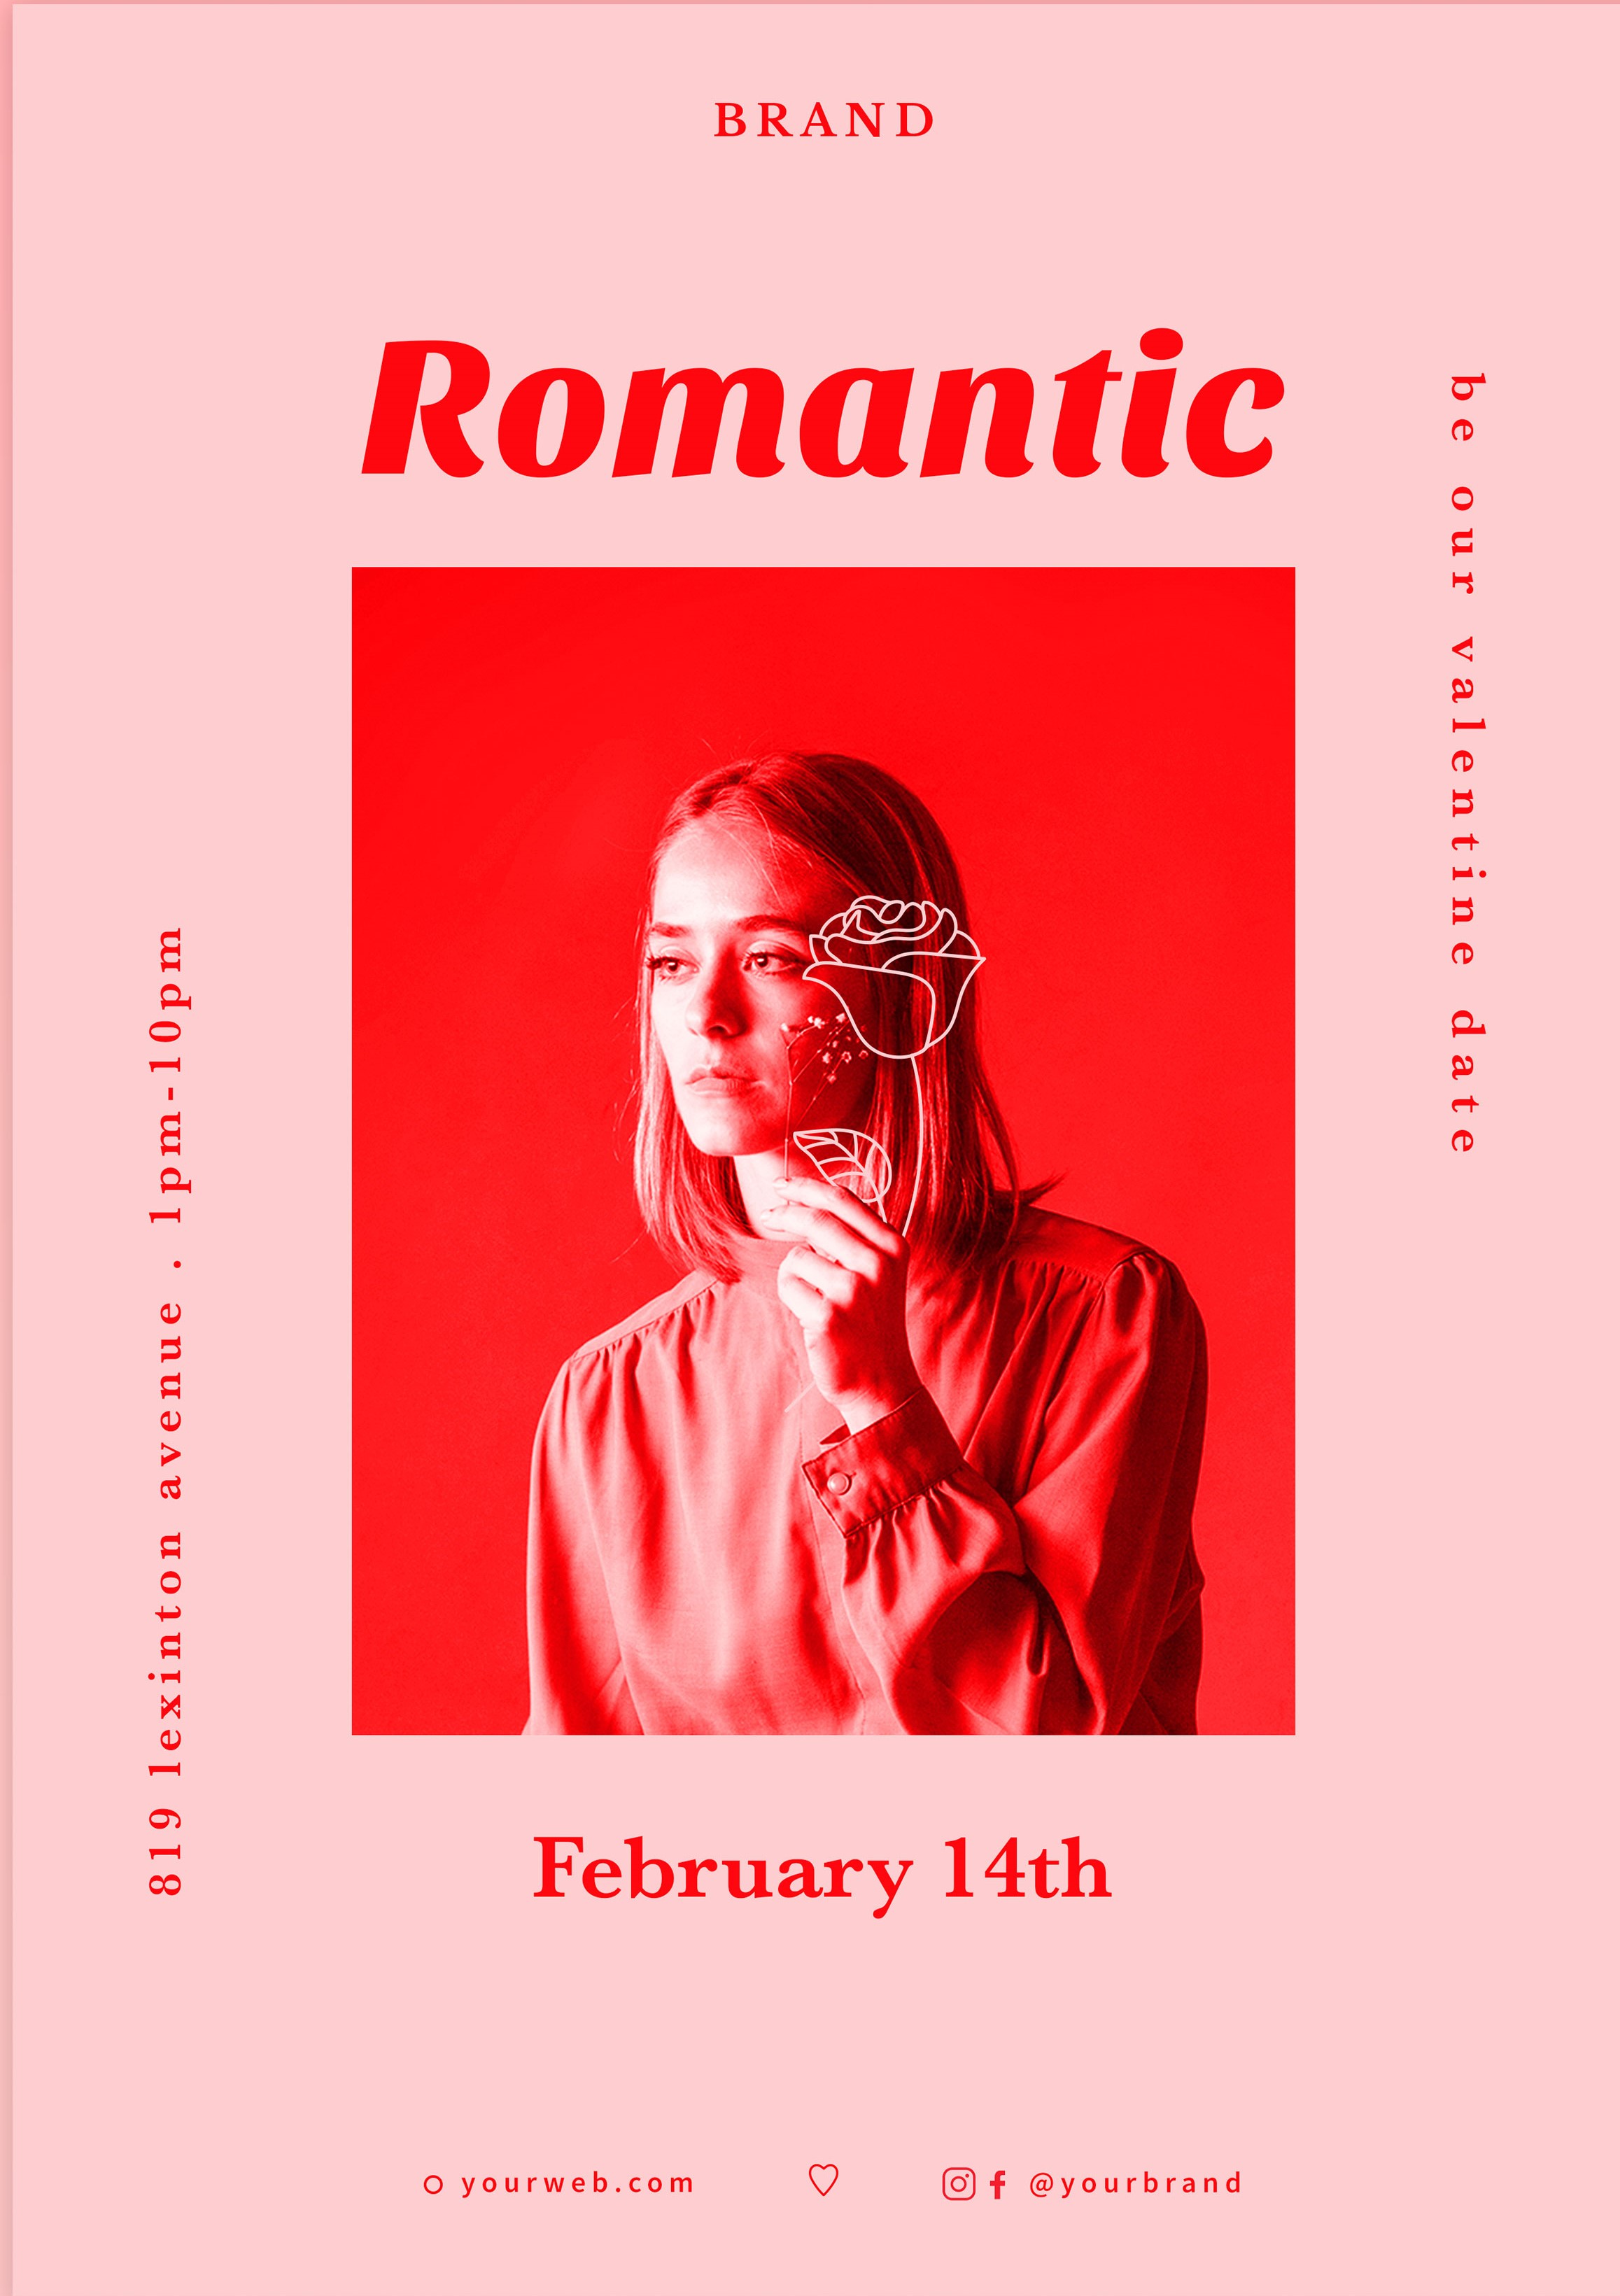 BRAND
Romantic
be our valentine date
819 lexinton avenue . 1pm-10pm
February 14th
yourweb.com
@yourbrand